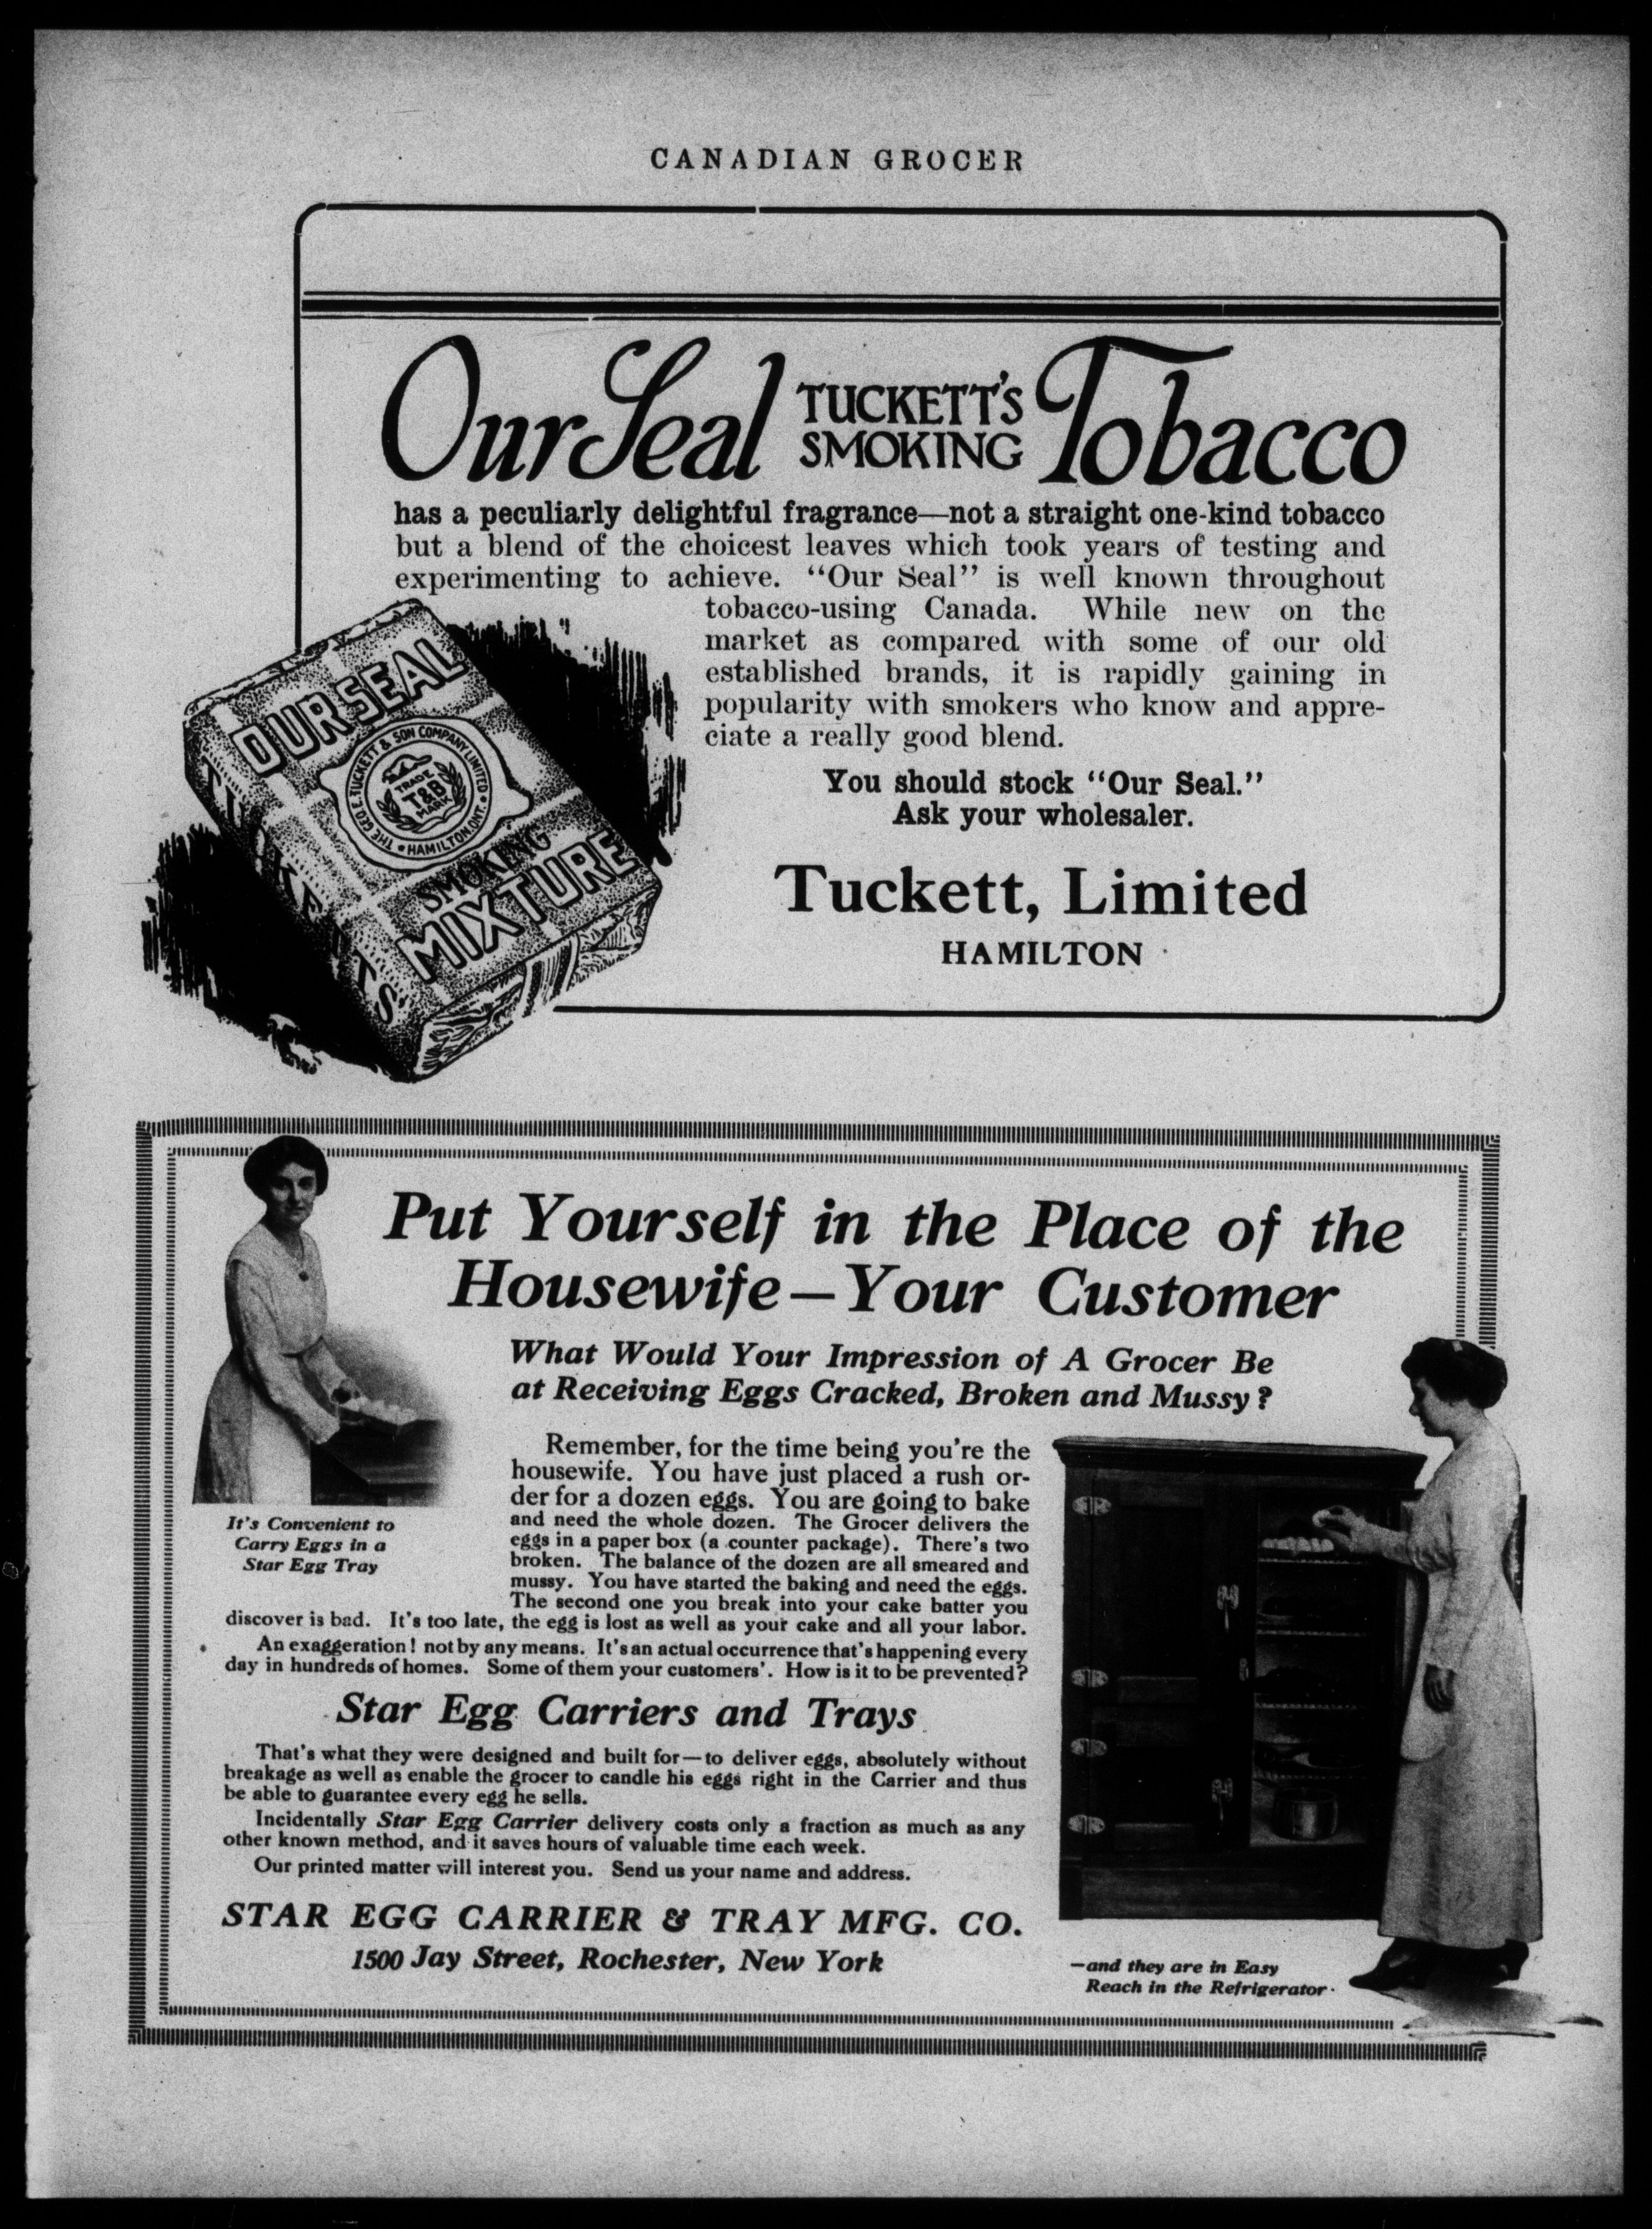 CANADIAN GROCER
Our Seal TUCKETT'S SMOKING Tobacco
has a peculiarly delightful fragrance—not a straight one-kind tobacco
but a blend of the choicest leaves which took years of testing and
experimenting to achieve. "Our Seal" is well known throughout
tobacco-using Canada. While new on the
market as compared with some of our old
established brands, it is rapidly gaining in
popularity with smokers who know and appre-
ciate a really good blend.
You should stock "Our Seal."
Ask your wholesaler.
Tuckett, Limited
HAMILTON
OUR SEAL
THE GEO. E. TUCKETT & SON COMPANY LIMITED
HAMILTON, ONT.
TRADE
T&B
MARK
SMOKING
MIXTURE
TUCKETT'S
Put Yourself in the Place of the
Housewife—Your Customer
What Would Your Impression of A Grocer Be
at Receiving Eggs Cracked, Broken and Mussy?
It's Convenient to
Carry Eggs in a
Star Egg Tray
Remember, for the time being you're the
housewife. You have just placed a rush or-
der for a dozen eggs. You are going to bake
and need the whole dozen. The Grocer delivers the
eggs in a paper box (a counter package). There's two
broken. The balance of the dozen are all smeared and
mussy. You have started the baking and need the eggs.
The second one you break into your cake batter you
discover is bad. It's too late, the egg is lost as well as your cake and all your labor.
An exaggeration! not by any means. It's an actual occurrence that's happening every
day in hundreds of homes. Some of them your customers'. How is it to be prevented?
Star Egg Carriers and Trays
That's what they were designed and built for—to deliver eggs, absolutely without
breakage as well as enable the grocer to candle his eggs right in the Carrier and thus
be able to guarantee every egg he sells.
Incidentally Star Egg Carrier delivery costs only a fraction as much as any
other known method, and it saves hours of valuable time each week.
Our printed matter will interest you. Send us your name and address.
STAR EGG CARRIER & TRAY MFG. CO.
1500 Jay Street, Rochester, New York
—and they are in Easy
Reach in the Refrigerator.